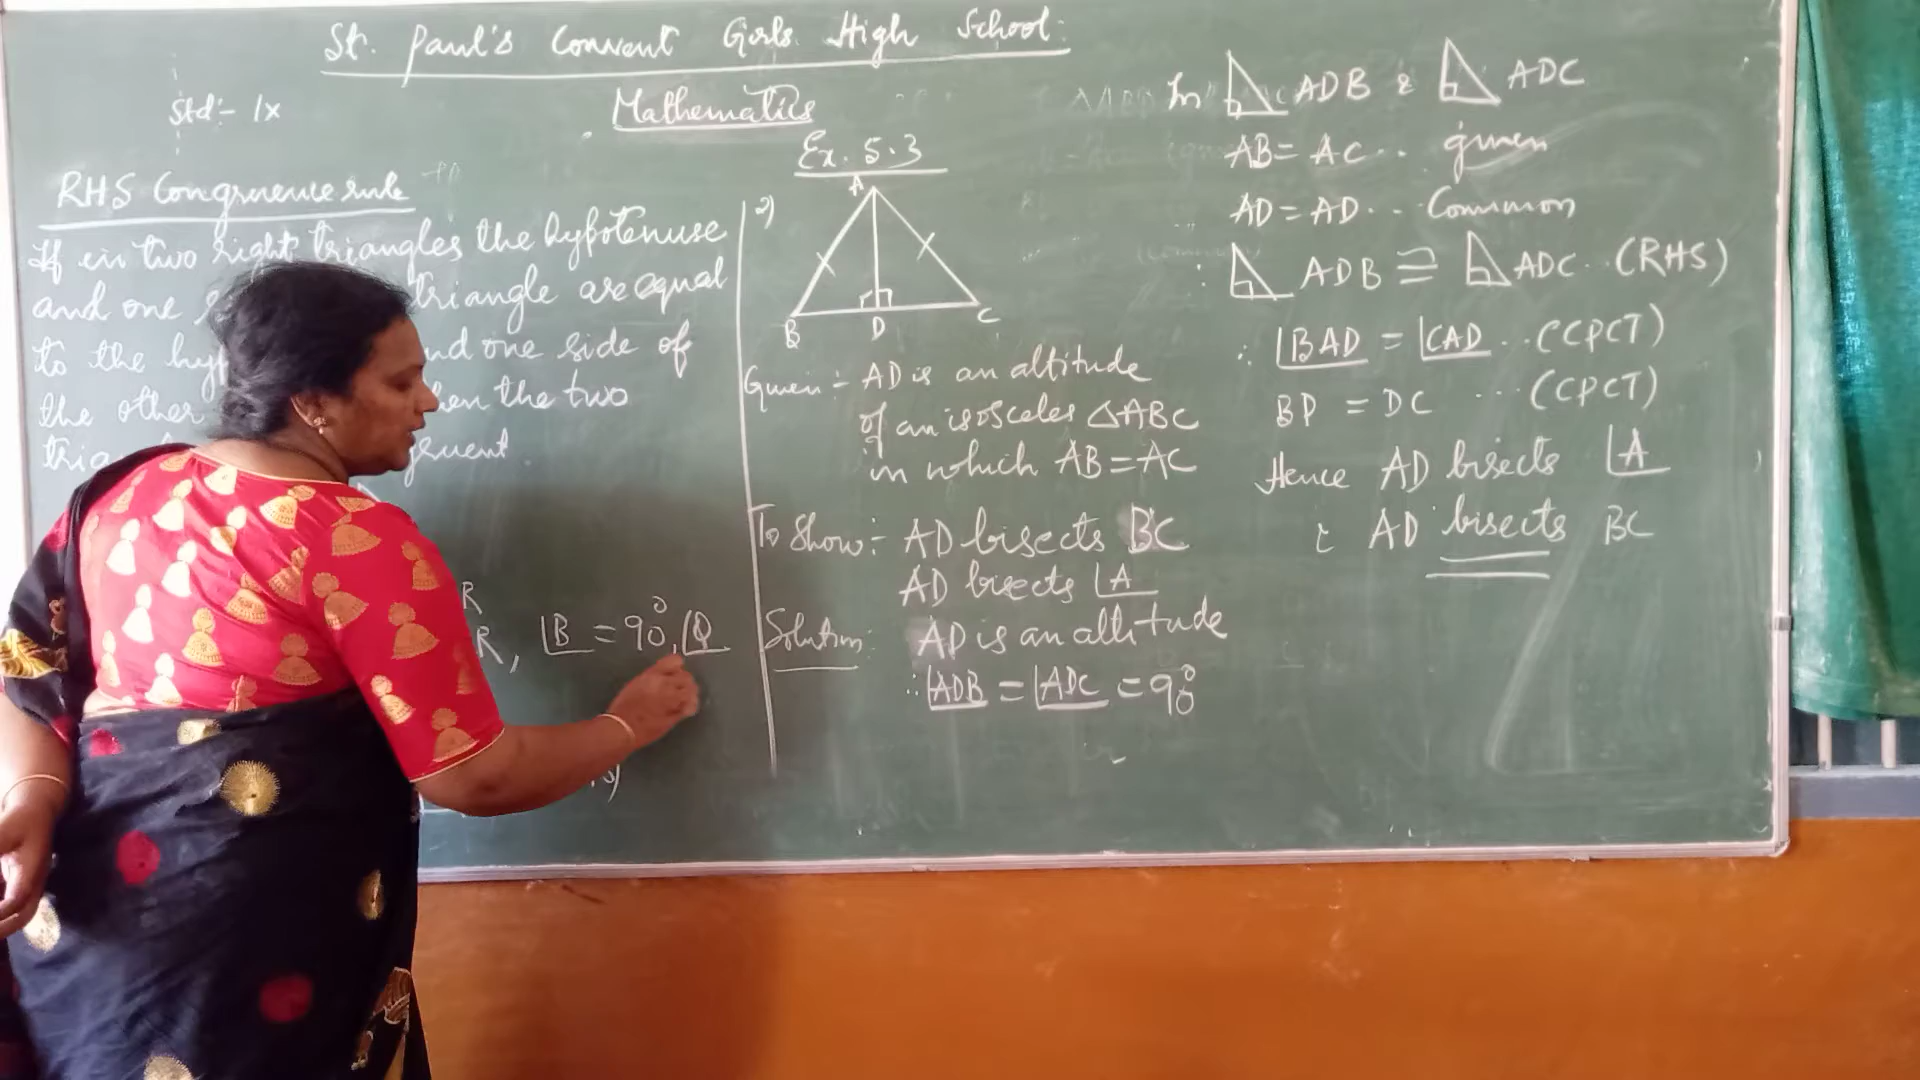 St. Paul's Convent Girls High School.
Mathematics
Std:- IX
Ex. 5.3
RHS Congruence rule
If in two right triangles the hypotenuse
and one triangle are equal
to the and one side of
the other the two
R
R, ∠B = 90°, ∠Q
2)
A
B D C
Given:- AD is an altitude
of an isosceles △ABC
in which AB = AC
To Show:- AD bisects BC
AD bisects ∠A
Solution: AD is an altitude
∴ ∠ADB = ∠ADC = 90°
In ◺ ADB & ◺ ADC
AB = AC .. given
AD = AD .. Common
∴ ◺ ADB ≅ ◺ ADC .. (RHS)
∴ ∠BAD = ∠CAD .. (CPCT)
BD = DC ... (CPCT)
Hence AD bisects ∠A
& AD bisects BC